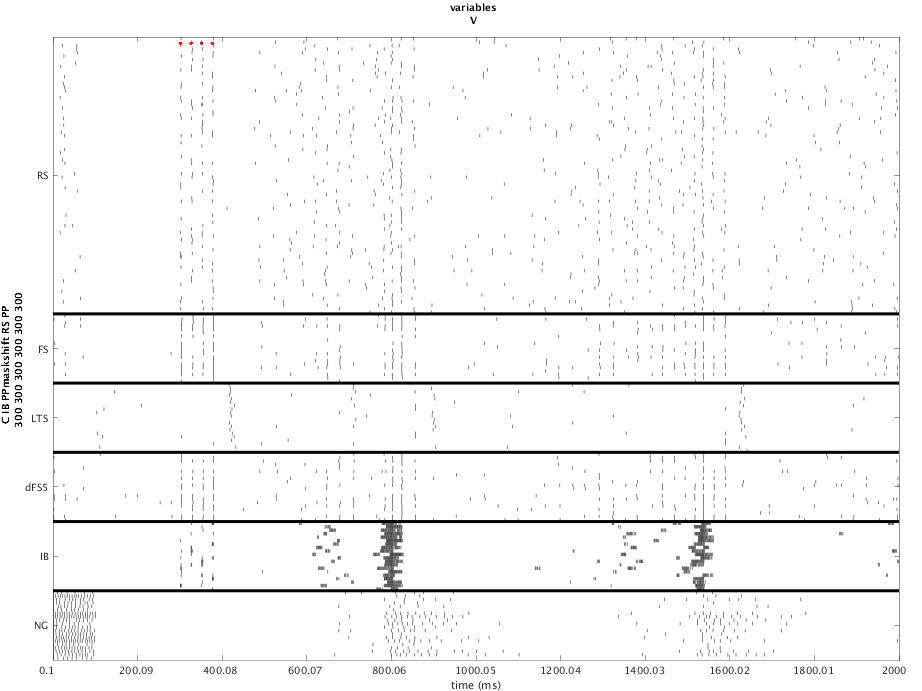 variables
V
RS
FS
LTS
dFS5
IB
NG
C IB PPmaskshift RS PP
300 300 300 300 300 300
0.1 200.09 400.08 600.07 800.06 1000.05 1200.04 1400.03 1600.02 1800.01 2000
time (ms)